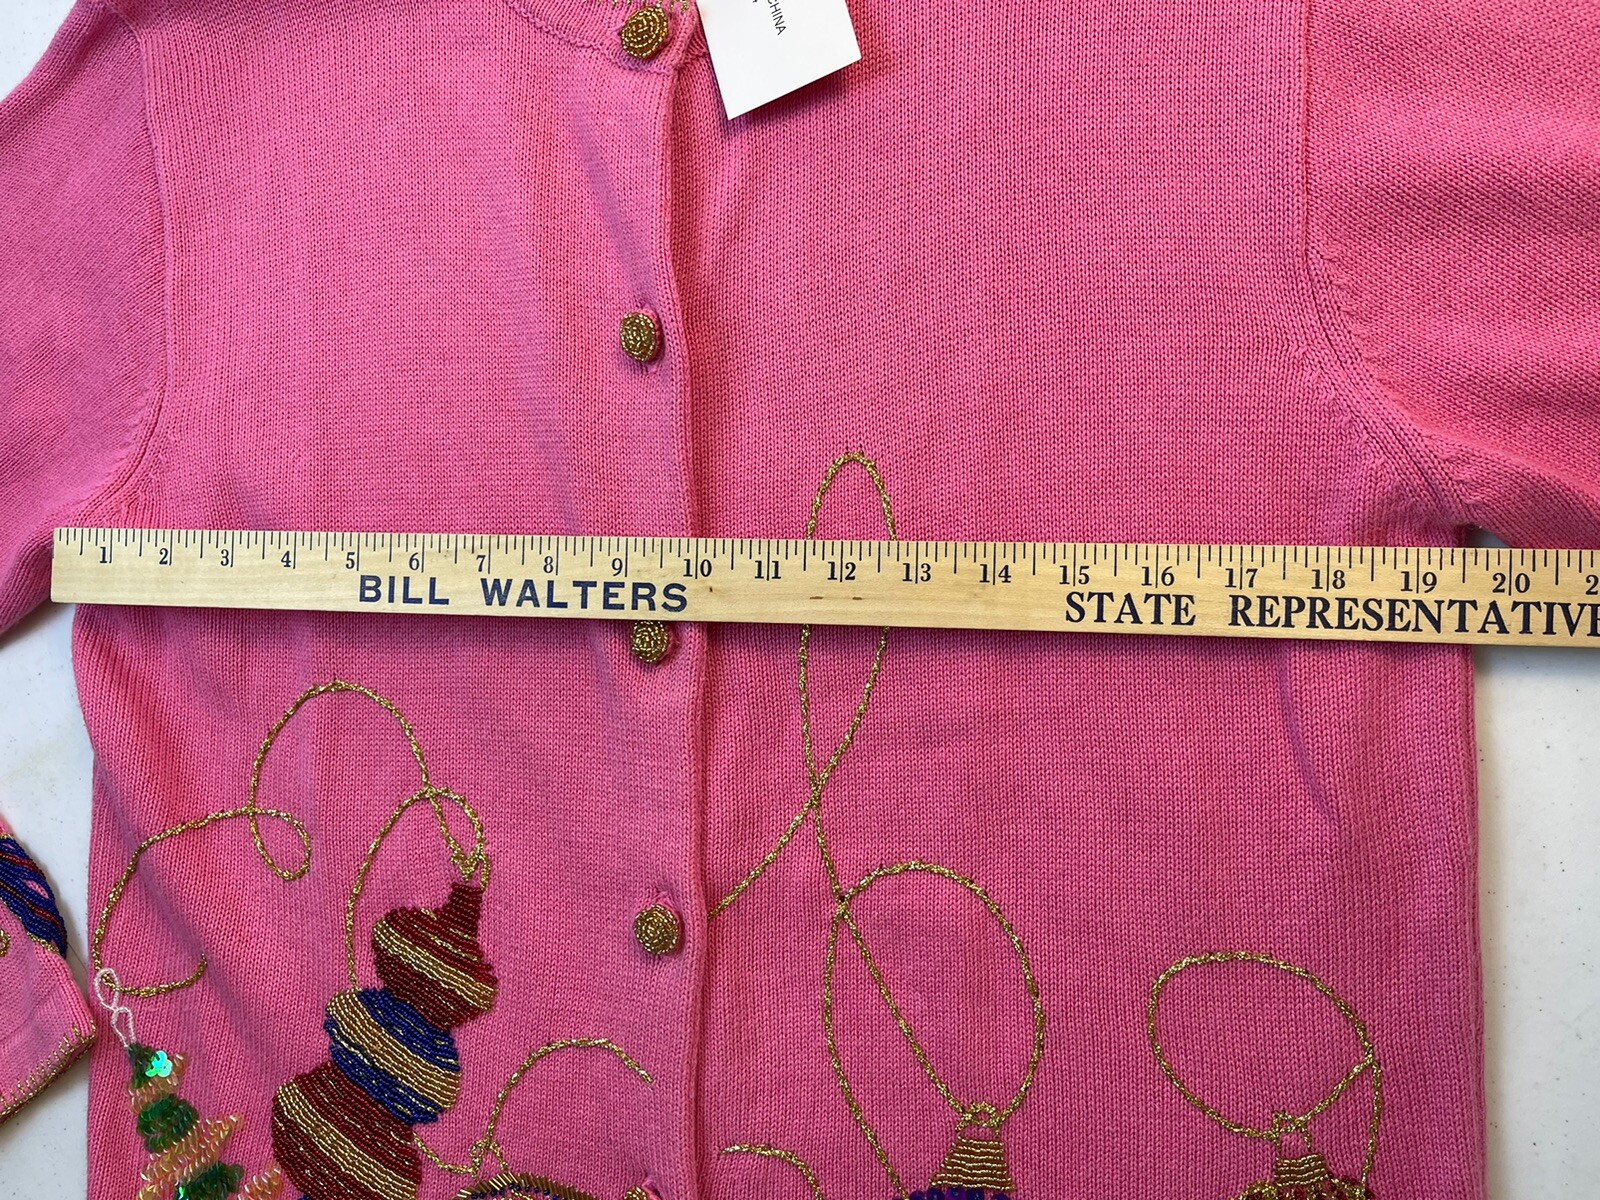 CHINA
1 2 3 4 5 6 7 8 9 10 11 12 13 14 15 16 17 18 19 20
BILL WALTERS STATE REPRESENTATIVE